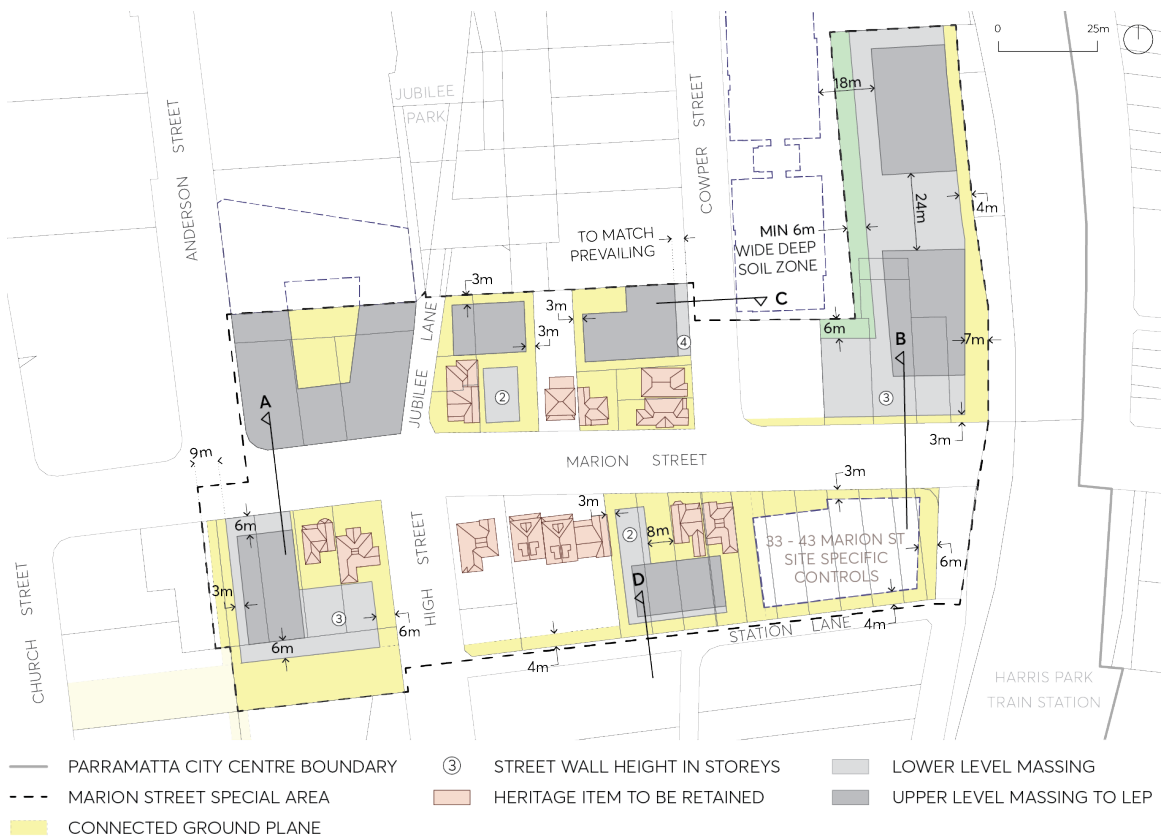 0
25m
JUBILEE
PARK
ANDERSON STREET
COWPER STREET
18m
24m
4m
MIN 6m
WIDE DEEP
SOIL ZONE
TO MATCH
PREVAILING
3m
3m
3m
C
4
6m
B
7m
3
3m
JUBILEE LANE
2
A
9m
MARION STREET
3m
6m
3m
6m
3
6m
HIGH STREET
CHURCH STREET
3m
2
8m
D
33 - 43 MARION ST
SITE SPECIFIC
CONTROLS
6m
4m
STATION LANE
4m
HARRIS PARK
TRAIN STATION
PARRAMATTA CITY CENTRE BOUNDARY
MARION STREET SPECIAL AREA
CONNECTED GROUND PLANE
3 STREET WALL HEIGHT IN STOREYS
HERITAGE ITEM TO BE RETAINED
LOWER LEVEL MASSING
UPPER LEVEL MASSING TO LEP